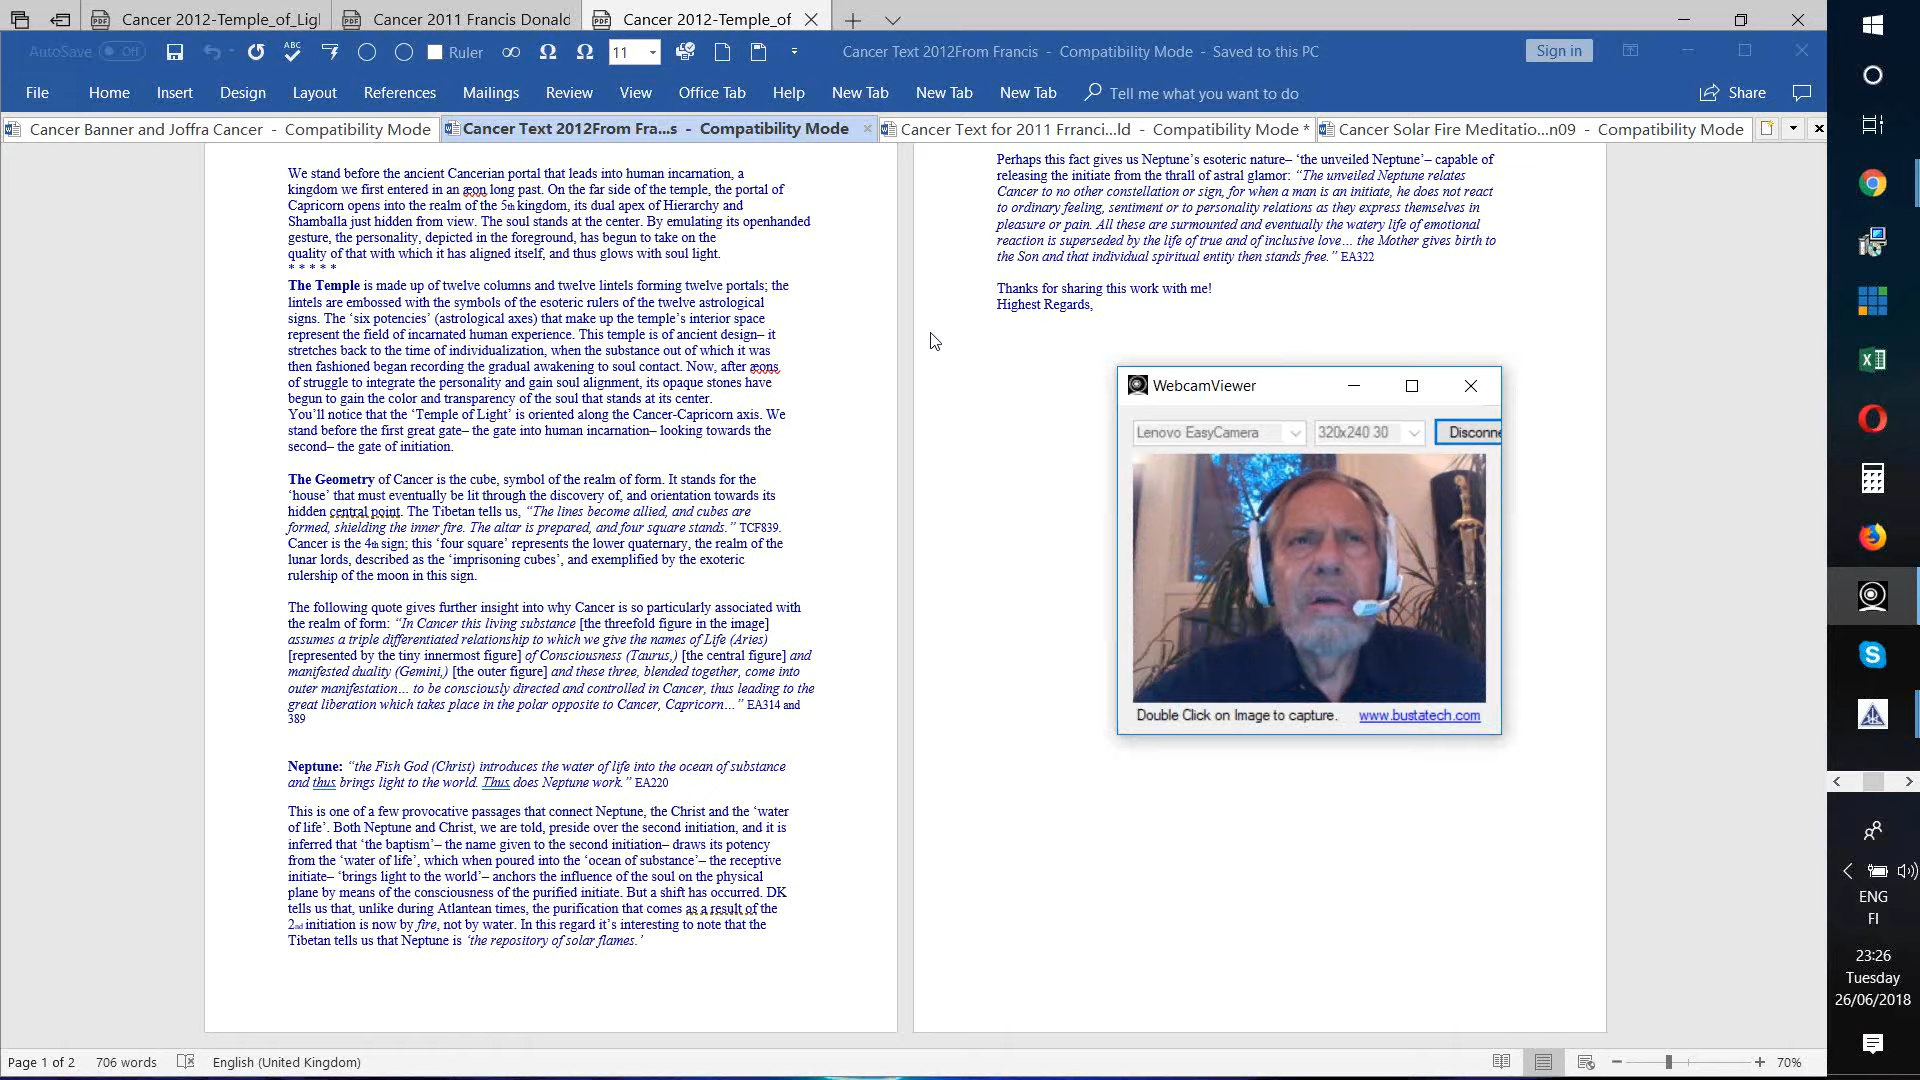 Cancer 2012-Temple_of_Ligl
Cancer 2011 Francis Donald
Cancer 2012-Temple_of
AutoSave Off
ABC
Ruler
11
Cancer Text 2012From Francis - Compatibility Mode - Saved to this PC
Sign in
File Home Insert Design Layout References Mailings Review View Office Tab Help New Tab New Tab New Tab Tell me what you want to do Share
Cancer Banner and Joffra Cancer - Compatibility Mode
Cancer Text 2012From Fra...s - Compatibility Mode
Cancer Text for 2011 Frranci...ld - Compatibility Mode *
Cancer Solar Fire Meditatio...n09 - Compatibility Mode
We stand before the ancient Cancerian portal that leads into human incarnation, a
kingdom we first entered in an æon long past. On the far side of the temple, the portal of
Capricorn opens into the realm of the 5th kingdom, its dual apex of Hierarchy and
Shamballa just hidden from view. The soul stands at the center. By emulating its openhanded
gesture, the personality, depicted in the foreground, has begun to take on the
quality of that with which it has aligned itself, and thus glows with soul light.
* * * * *
The Temple is made up of twelve columns and twelve lintels forming twelve portals; the
lintels are embossed with the symbols of the esoteric rulers of the twelve astrological
signs. The ‘six potencies’ (astrological axes) that make up the temple’s interior space
represent the field of incarnated human experience. This temple is of ancient design– it
stretches back to the time of individualization, when the substance out of which it was
then fashioned began recording the gradual awakening to soul contact. Now, after æons
of struggle to integrate the personality and gain soul alignment, its opaque stones have
begun to gain the color and transparency of the soul that stands at its center.
You’ll notice that the ‘Temple of Light’ is oriented along the Cancer-Capricorn axis. We
stand before the first great gate– the gate into human incarnation– looking towards the
second– the gate of initiation.
The Geometry of Cancer is the cube, symbol of the realm of form. It stands for the
‘house’ that must eventually be lit through the discovery of, and orientation towards its
hidden central point. The Tibetan tells us, “The lines become allied, and cubes are
formed, shielding the inner fire. The altar is prepared, and four square stands.” TCF839.
Cancer is the 4th sign; this ‘four square’ represents the lower quaternary, the realm of the
lunar lords, described as the ‘imprisoning cubes’, and exemplified by the exoteric
rulership of the moon in this sign.
The following quote gives further insight into why Cancer is so particularly associated with
the realm of form: “In Cancer this living substance [the threefold figure in the image]
assumes a triple differentiated relationship to which we give the names of Life (Aries)
[represented by the tiny innermost figure] of Consciousness (Taurus,) [the central figure] and
manifested duality (Gemini,) [the outer figure] and these three, blended together, come into
outer manifestation… to be consciously directed and controlled in Cancer, thus leading to the
great liberation which takes place in the polar opposite to Cancer, Capricorn…” EA314 and
389
Neptune: “the Fish God (Christ) introduces the water of life into the ocean of substance
and thus brings light to the world. Thus does Neptune work.” EA220
This is one of a few provocative passages that connect Neptune, the Christ and the ‘water
of life’. Both Neptune and Christ, we are told, preside over the second initiation, and it is
inferred that ‘the baptism’– the name given to the second initiation– draws its potency
from the ‘water of life’, which when poured into the ‘ocean of substance’– the receptive
initiate– ‘brings light to the world’– anchors the influence of the soul on the physical
plane by means of the consciousness of the purified initiate. But a shift has occurred. DK
tells us that, unlike during Atlantean times, the purification that comes as a result of the
2nd initiation is now by fire, not by water. In this regard it’s interesting to note that the
Tibetan tells us that Neptune is ‘the repository of solar flames.’
Perhaps this fact gives us Neptune’s esoteric nature– ‘the unveiled Neptune’– capable of
releasing the initiate from the thrall of astral glamor: “The unveiled Neptune relates
Cancer to no other constellation or sign, for when a man is an initiate, he does not react
to ordinary feeling, sentiment or to personality relations as they express themselves in
pleasure or pain. All these are surmounted and eventually the watery life of emotional
reaction is superseded by the life of true and of inclusive love… the Mother gives birth to
the Son and that individual spiritual entity then stands free.” EA322
Thanks for sharing this work with me!
Highest Regards,
WebcamViewer
Lenovo EasyCamera 320x240 30 Disconne
Double Click on Image to capture. www.bustatech.com
ENG
FI
23:26
Tuesday
26/06/2018
Page 1 of 2 706 words English (United Kingdom) 70%